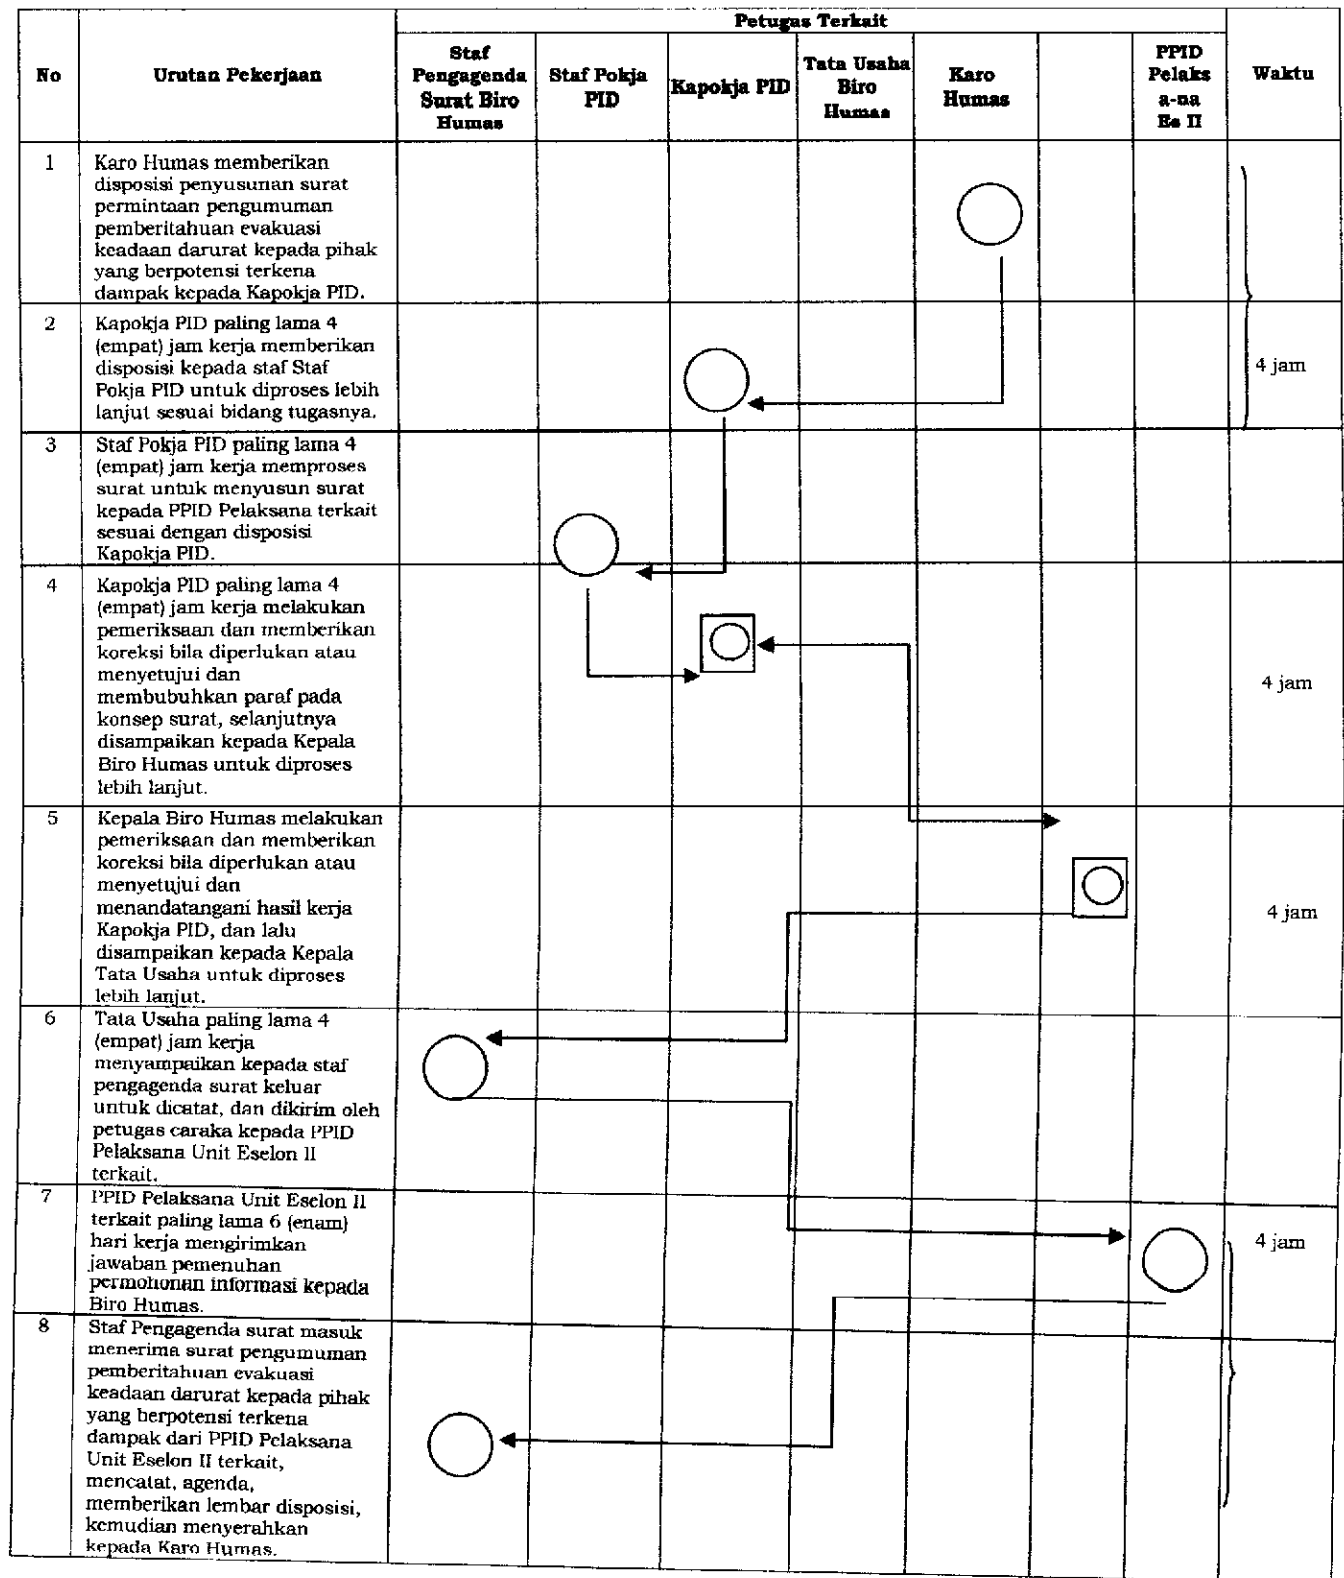 Petugas Terkait
No
Urutan Pekerjaan
Staf
Pengagenda
Surat Biro
Humas
Staf Pokja
PID
Kapokja PID
Tata Usaha
Biro
Humas
Karo
Humas
PPID
Pelaks
a-na
Es II
Waktu
1
Karo Humas memberikan
disposisi penyusunan surat
permintaan pengumuman
pemberitahuan evakuasi
keadaan darurat kepada pihak
yang berpotensi terkena
dampak kepada Kapokja PID.
2
Kapokja PID paling lama 4
(empat) jam kerja memberikan
disposisi kepada staf Staf
Pokja PID untuk diproses lebih
lanjut sesuai bidang tugasnya.
4 jam
3
Staf Pokja PID paling lama 4
(empat) jam kerja memproses
surat untuk menyusun surat
kepada PPID Pelaksana terkait
sesuai dengan disposisi
Kapokja PID.
4
Kapokja PID paling lama 4
(empat) jam kerja melakukan
pemeriksaan dan memberikan
koreksi bila diperlukan atau
menyetujui dan
membubuhkan paraf pada
konsep surat, selanjutnya
disampaikan kepada Kepala
Biro Humas untuk diproses
lebih lanjut.
4 jam
5
Kepala Biro Humas melakukan
pemeriksaan dan memberikan
koreksi bila diperlukan atau
menyetujui dan
menandatangani hasil kerja
Kapokja PID, dan lalu
disampaikan kepada Kepala
Tata Usaha untuk diproses
lebih lanjut.
4 jam
6
Tata Usaha paling lama 4
(empat) jam kerja
menyampaikan kepada staf
pengagenda surat keluar
untuk dicatat, dan dikirim oleh
petugas caraka kepada PPID
Pelaksana Unit Eselon II
terkait.
7
PPID Pelaksana Unit Eselon II
terkait paling lama 6 (enam)
hari kerja mengirimkan
jawaban pemenuhan
permohonan informasi kepada
Biro Humas.
4 jam
8
Staf Pengagenda surat masuk
menerima surat pengumuman
pemberitahuan evakuasi
keadaan darurat kepada pihak
yang berpotensi terkena
dampak dari PPID Pelaksana
Unit Eselon II terkait,
mencatat, agenda,
memberikan lembar disposisi,
kemudian menyerahkan
kepada Karo Humas.